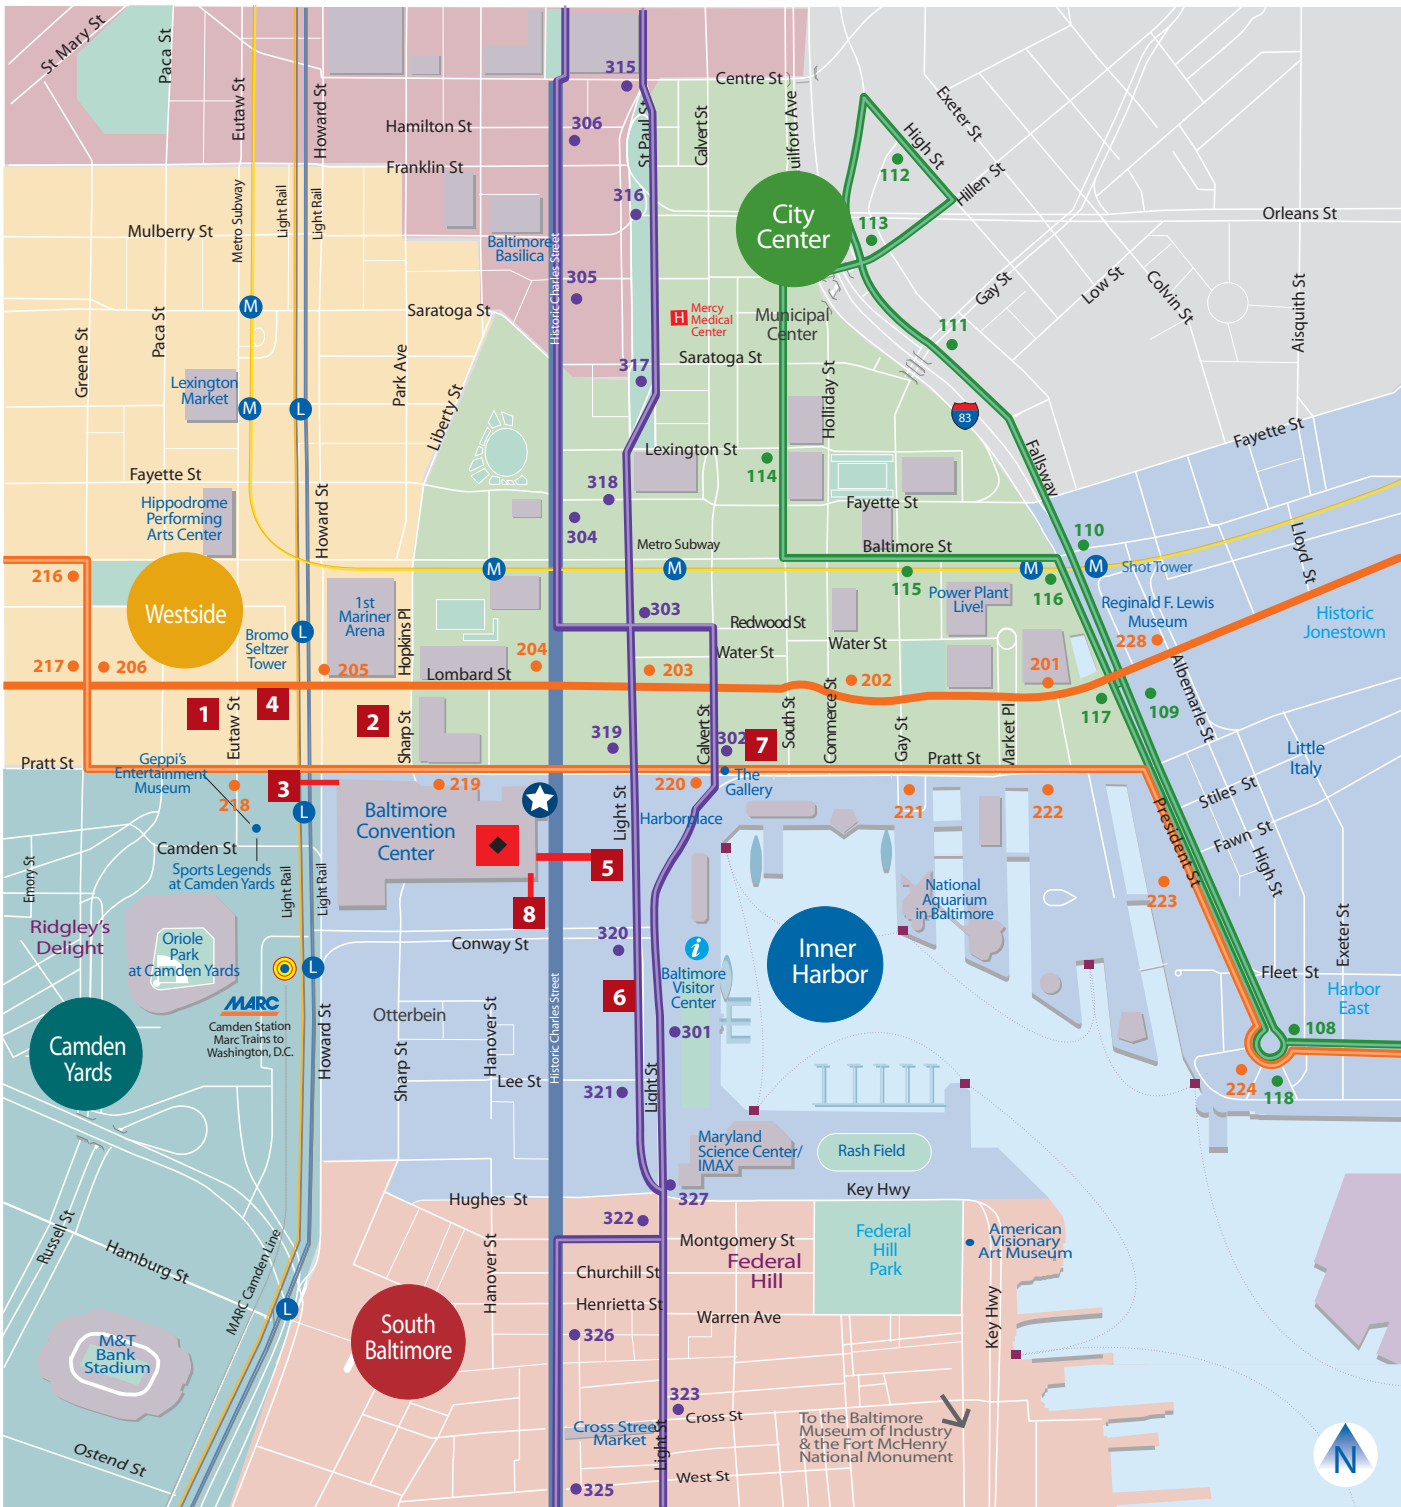 St Mary St
Paca St
Eutaw St
Howard St
Hamilton St
Franklin St
315
306
St Paul St
Calvert St
Centre St
uilford Ave
Exeter St
High St
112
Hillen St
316
City
Center
113
Orleans St
Metro Subway
Light Rail
Light Rail
Mulberry St
Baltimore
Basilica
Historic Charles Street
305
M
Saratoga St
H
Mercy
Medical
Center
Municipal
Center
Gay St
Low St
Colvin St
Aisquith St
111
Greene St
Paca St
Park Ave
Liberty St
317
Saratoga St
Holliday St
Lexington
Market
M
L
83
Fallsway
Fayette St
Lexington St
114
Fayette St
Hippodrome
Performing
Arts Center
Howard St
318
304
Metro Subway
Fayette St
Baltimore St
110
Lloyd St
M
M
M
M
Shot Tower
216
Westside
1st
Mariner
Arena
Hopkins Pl
303
Redwood St
115
Power Plant
Live!
116
Reginald F. Lewis
Museum
228
Historic
Jonestown
217
206
Bromo
Seltzer
Tower
L
205
204
Lombard St
203
Water St
Water St
202
201
117
109
Albemarle St
1
4
2
Eutaw St
Sharp St
319
Calvert St
302
7
South St
Commerce St
Gay St
Market Pl
Pratt St
Pratt St
Little
Italy
Geppi's
Entertainment
Museum
218
3
219
220
The
Gallery
221
222
Stiles St
Fawn St
High St
President St
L
Baltimore
Convention
Center
Light St
Harborplace
5
8
Camden St
Sports Legends
at Camden Yards
Emory St
Light Rail
Light Rail
National
Aquarium
in Baltimore
223
Exeter St
Ridgley's
Delight
Oriole
Park
at Camden Yards
Conway St
320
i
Inner
Harbor
Fleet St
Harbor
East
L
MARC
Camden Station
Marc Trains to
Washington, D.C.
6
Baltimore
Visitor
Center
Howard St
Otterbein
Hanover St
Historic Charles Street
301
108
Camden
Yards
Sharp St
Lee St
321
Light St
224
118
Maryland
Science Center/
IMAX
Rash Field
Key Hwy
Hughes St
327
322
Russell St
Hamburg St
MARC Camden Line
Hanover St
Montgomery St
Federal
Hill
Federal
Hill
Park
American
Visionary
Art Museum
Churchill St
Henrietta St
Warren Ave
Key Hwy
L
South
Baltimore
326
M&T
Bank
Stadium
323
Cross St
Cross Street
Market
Light St
To the Baltimore
Museum of Industry
& the Fort McHenry
National Monument
Ostend St
West St
325
N